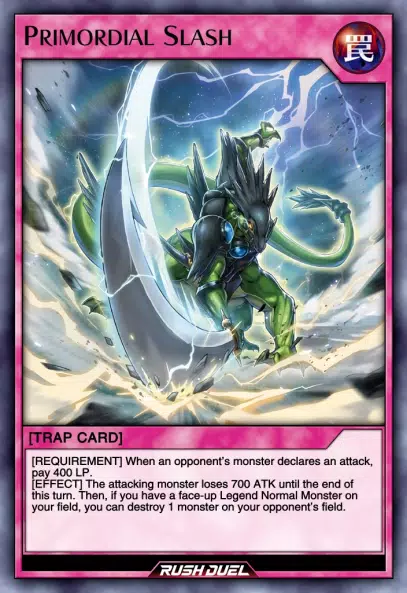 Primordial Slash
罠
[TRAP CARD]
[REQUIREMENT] When an opponent's monster declares an attack,
pay 400 LP.
[EFFECT] The attacking monster loses 700 ATK until the end of
this turn. Then, if you have a face-up Legend Normal Monster on
your field, you can destroy 1 monster on your opponent's field.
RUSH DUEL